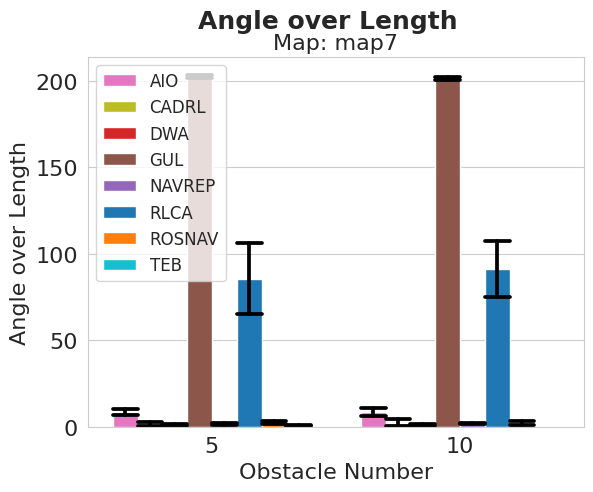 Angle over Length
Map: map7
Angle over Length
200
150
100
50
0
AIO
CADRL
DWA
GUL
NAVREP
RLCA
ROSNAV
TEB
5
10
Obstacle Number